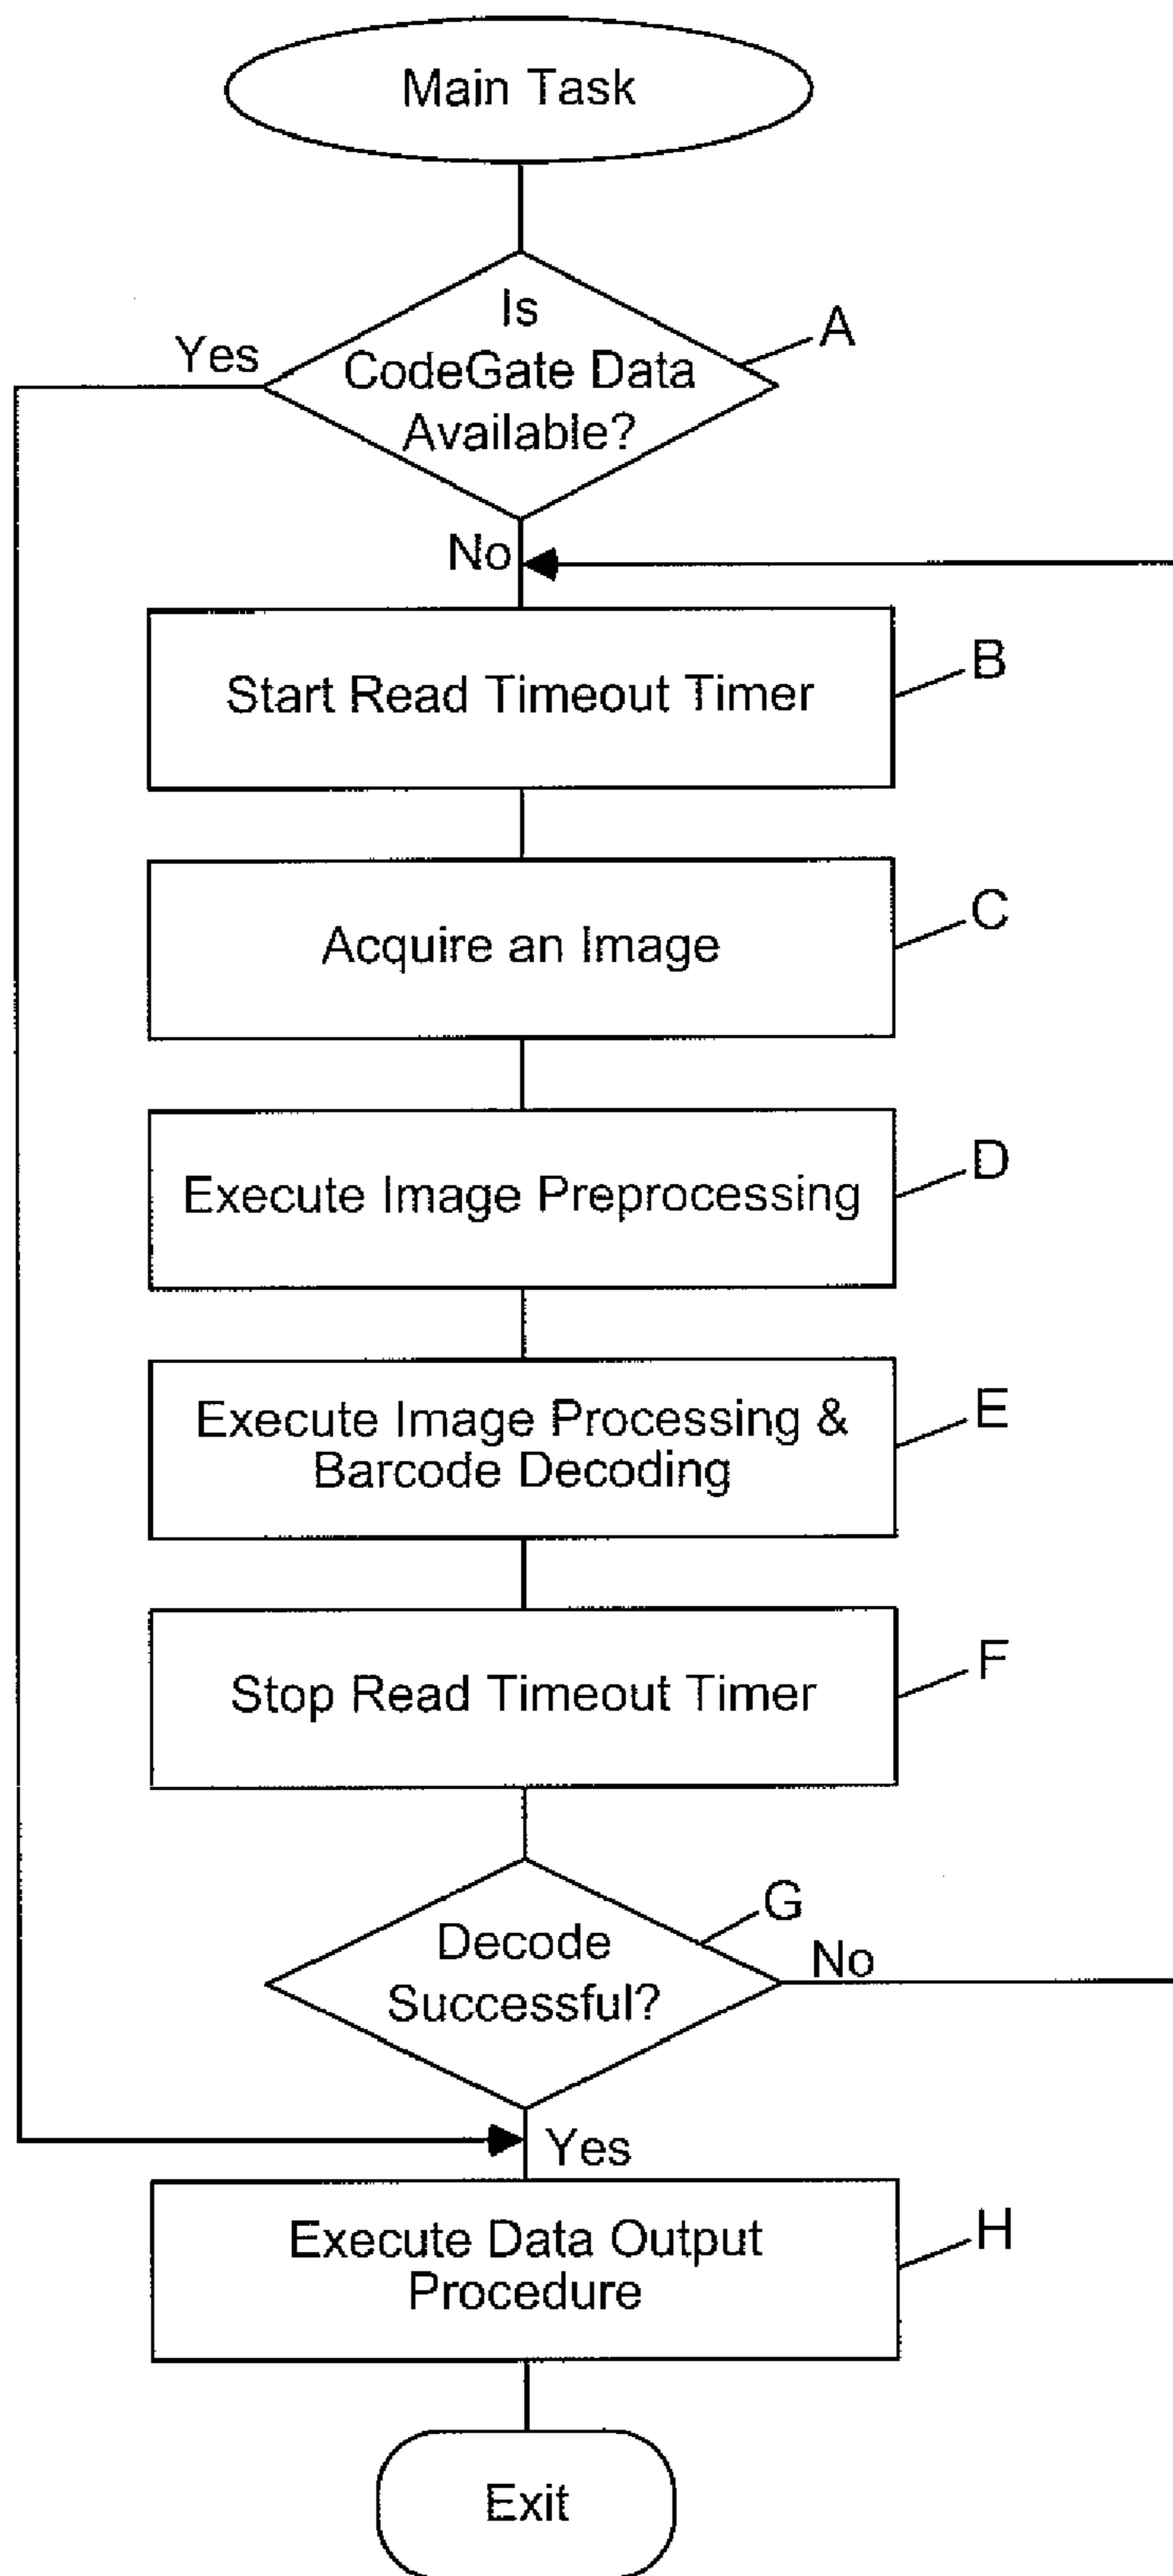 Main Task
Is
CodeGate Data
Available?
A
Yes
No
Start Read Timeout Timer
B
Acquire an Image
C
Execute Image Preprocessing
D
Execute Image Processing &
Barcode Decoding
E
Stop Read Timeout Timer
F
Decode
Successful?
G
No
Yes
Execute Data Output
Procedure
H
Exit